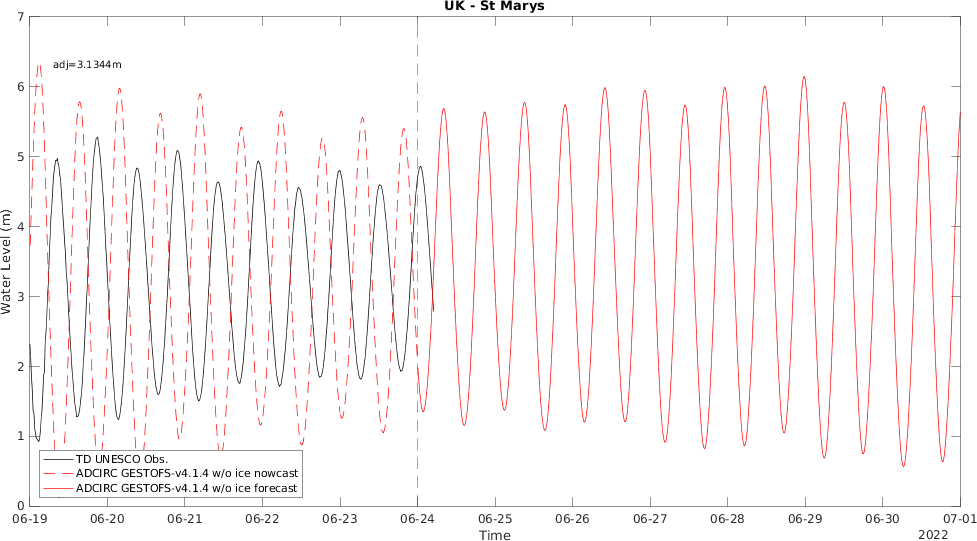 UK - St Marys
adj=3.1344m
Water Level (m)
7
6
5
4
3
2
1
0
TD UNESCO Obs.
ADCIRC GESTOFS-v4.1.4 w/o ice nowcast
ADCIRC GESTOFS-v4.1.4 w/o ice forecast
06-19 06-20 06-21 06-22 06-23 06-24 06-25 06-26 06-27 06-28 06-29 06-30 07-01
Time
2022